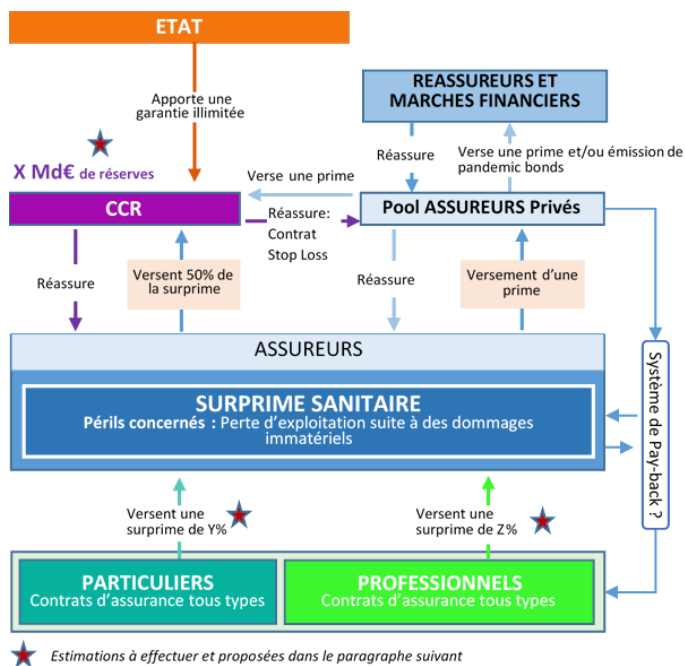 ETAT
Apporte une
garantie illimitée
REASSUREURS ET
MARCHES FINANCIERS
X Md€ de réserves
Réassure
Verse une prime et/ou émission de
pandemic bonds
Verse une prime
CCR
Réassure:
Contrat
Stop Loss
Pool ASSUREURS Privés
Réassure
Versent 50% de
la surprime
Réassure
Versement d'une
prime
ASSUREURS
SURPRIME SANITAIRE
Périls concernés : Perte d'exploitation suite à des dommages
immatériels
Système de Pay-back ?
Versent une
surprime de Y%
Versent une
surprime de Z%
PARTICULIERS
Contrats d'assurance tous types
PROFESSIONNELS
Contrats d'assurance tous types
Estimations à effectuer et proposées dans le paragraphe suivant